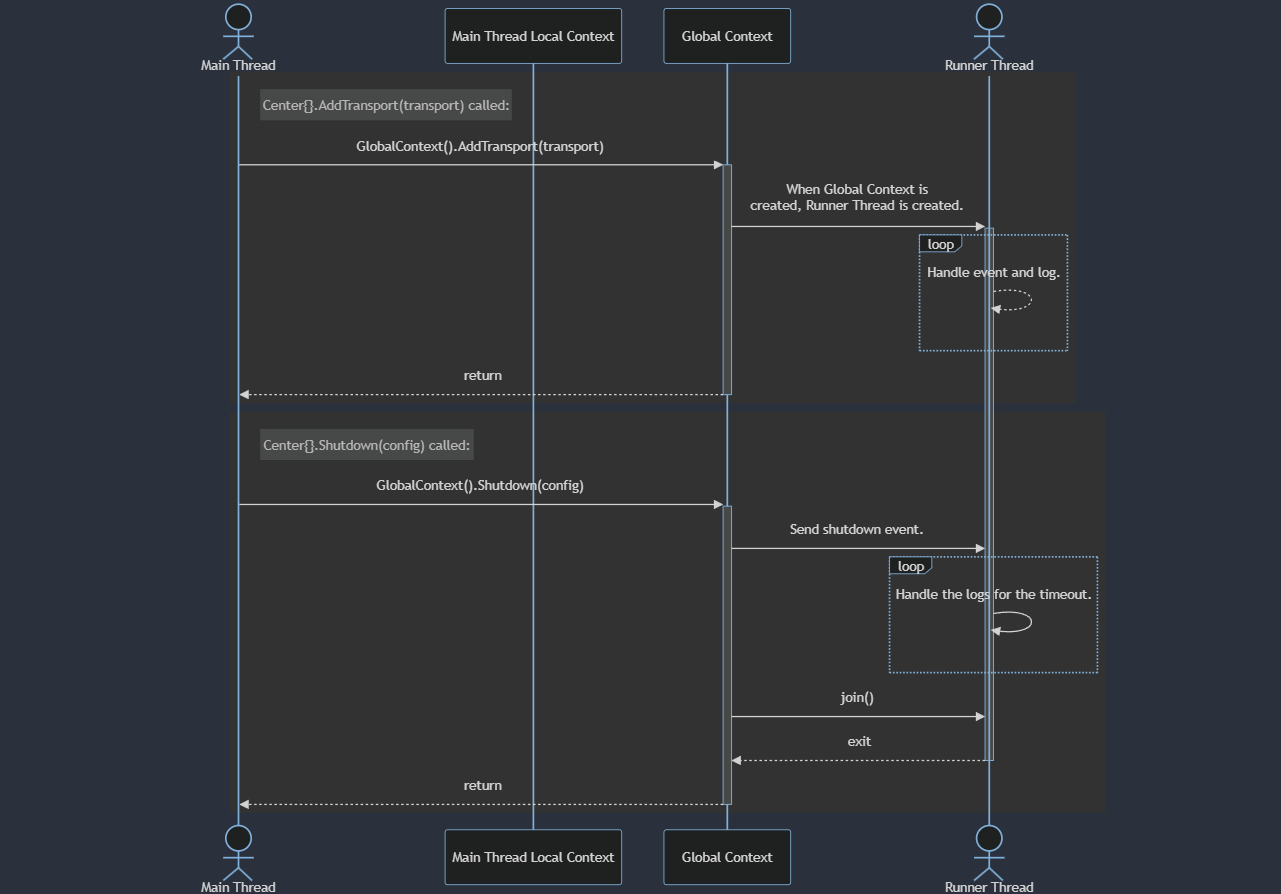 Main Thread
Main Thread Local Context
Global Context
Runner Thread
Center{}.AddTransport(transport) called:
GlobalContext().AddTransport(transport)
When Global Context is
created, Runner Thread is created.
loop
Handle event and log.
return
Center{}.Shutdown(config) called:
GlobalContext().Shutdown(config)
Send shutdown event.
loop
Handle the logs for the timeout.
join()
exit
return
Main Thread
Main Thread Local Context
Global Context
Runner Thread